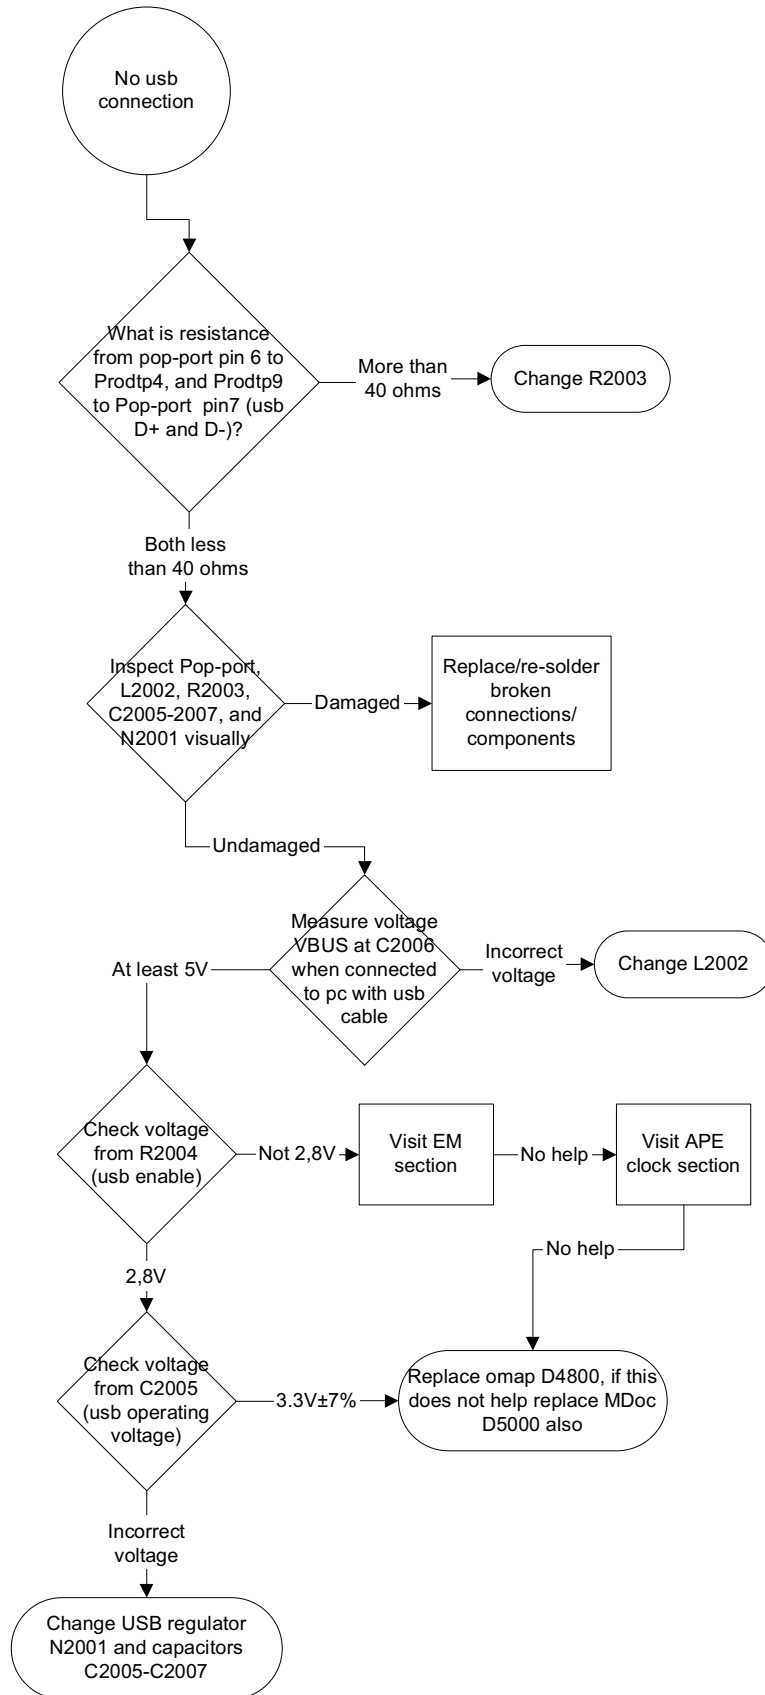 No usb
connection
What is resistance
from pop-port pin 6 to
Prodtp4, and Prodtp9
to Pop-port  pin7 (usb
D+ and D-)?
More than
40 ohms
Change R2003
Both less
than 40 ohms
Inspect Pop-port,
L2002, R2003,
C2005-2007, and
N2001 visually
Damaged
Replace/re-solder
broken
connections/
components
Undamaged
Measure voltage
VBUS at C2006
when connected
to pc with usb
cable
Incorrect
voltage
Change L2002
At least 5V
Check voltage
from R2004
(usb enable)
Not 2,8V
Visit EM
section
No help
Visit APE
clock section
No help
2,8V
Check voltage
from C2005
(usb operating
voltage)
3.3V±7%
Replace omap D4800, if this
does not help replace MDoc
D5000 also
Incorrect
voltage
Change USB regulator
N2001 and capacitors
C2005-C2007